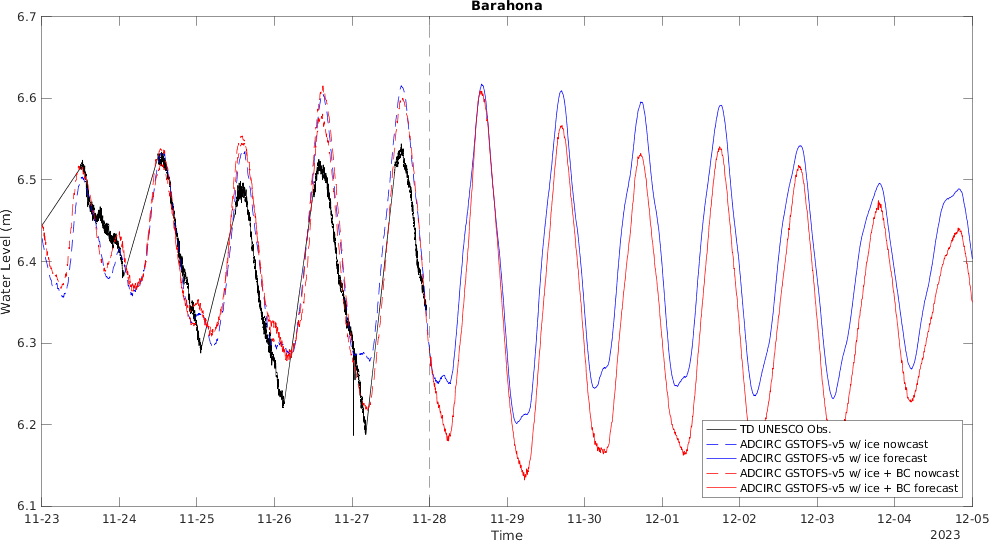 Barahona
6.7
6.6
6.5
6.4
6.3
6.2
6.1
Water Level (m)
11-23 11-24 11-25 11-26 11-27 11-28 11-29 11-30 12-01 12-02 12-03 12-04 12-05
Time
2023
TD UNESCO Obs.
ADCIRC GSTOFS-v5 w/ ice nowcast
ADCIRC GSTOFS-v5 w/ ice forecast
ADCIRC GSTOFS-v5 w/ ice + BC nowcast
ADCIRC GSTOFS-v5 w/ ice + BC forecast